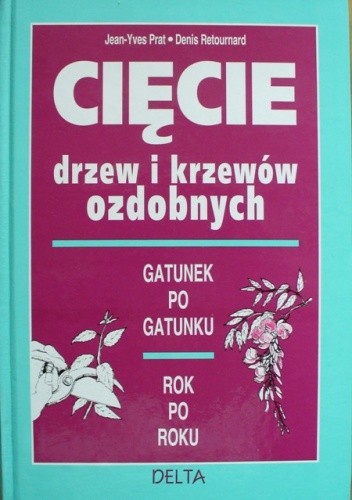 Jean-Yves Prat • Denis Retournard
CIĘCIE
drzew i krzewów
ozdobnych
GATUNEK
PO
GATUNKU
ROK
PO
ROKU
DELTA